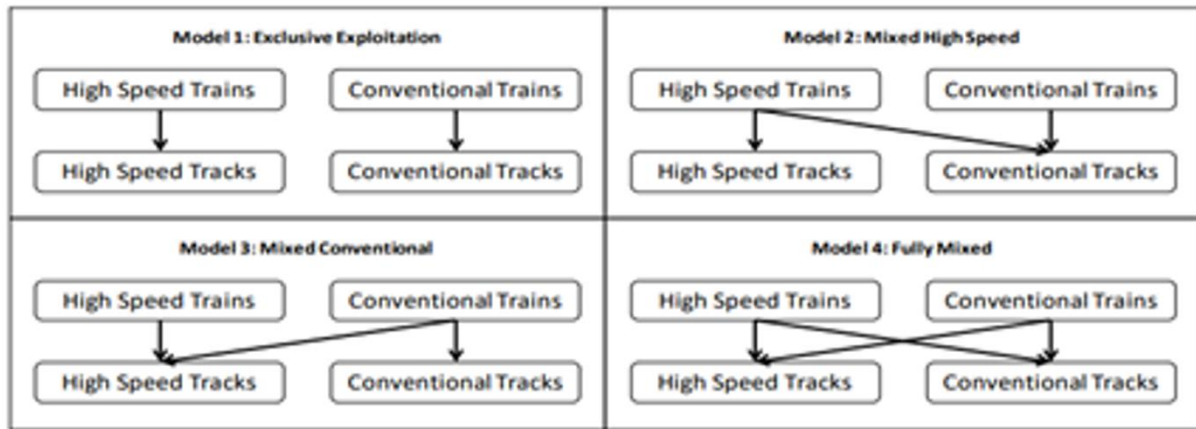 Model 1: Exclusive Exploitation
High Speed Trains
Conventional Trains
High Speed Tracks
Conventional Tracks
Model 2: Mixed High Speed
High Speed Trains
Conventional Trains
High Speed Tracks
Conventional Tracks
Model 3: Mixed Conventional
High Speed Trains
Conventional Trains
High Speed Tracks
Conventional Tracks
Model 4: Fully Mixed
High Speed Trains
Conventional Trains
High Speed Tracks
Conventional Tracks